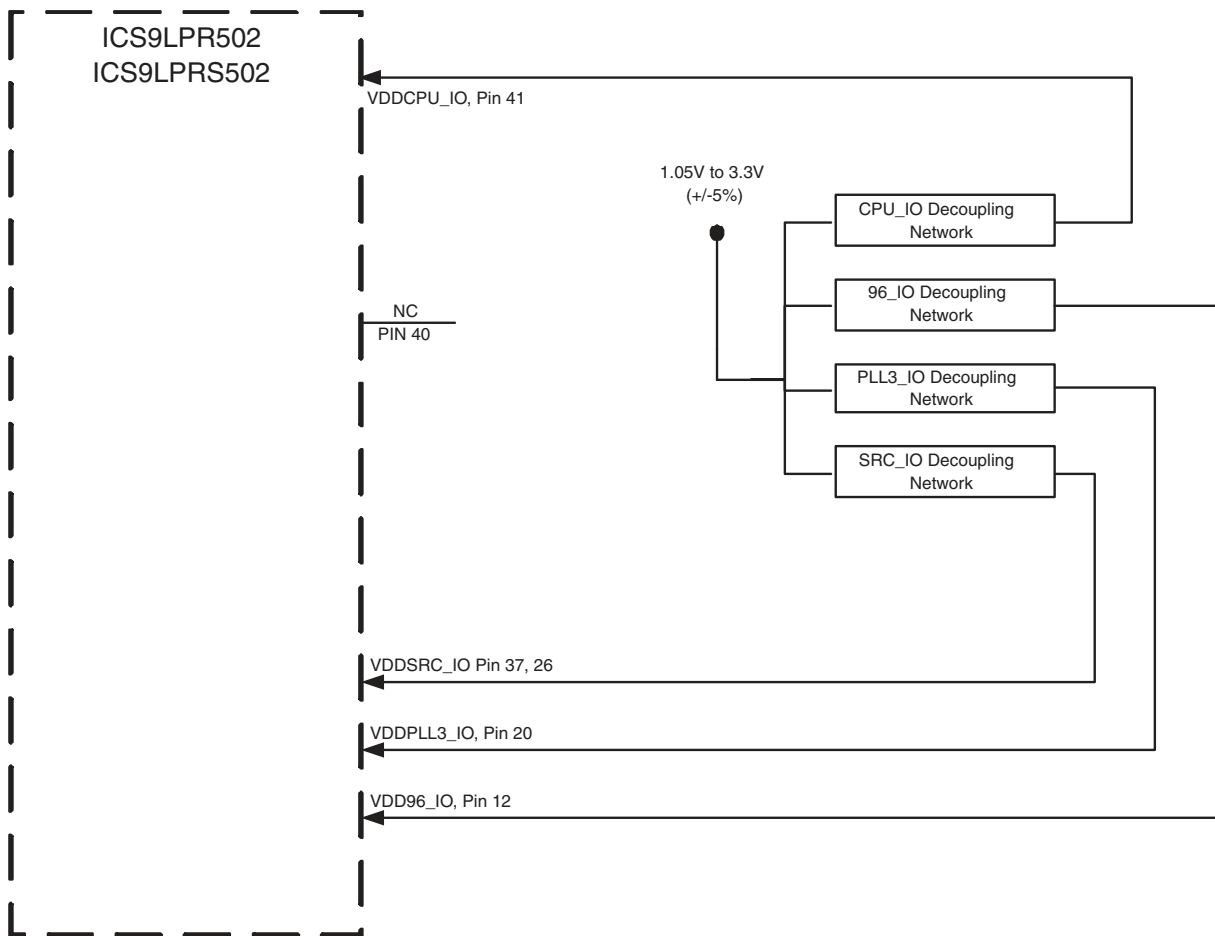 ICS9LPR502
ICS9LPRS502
VDDCPU_IO, Pin 41
1.05V to 3.3V
(+/-5%)
CPU_IO Decoupling
Network
96_IO Decoupling
Network
NC
PIN 40
PLL3_IO Decoupling
Network
SRC_IO Decoupling
Network
VDDSRC_IO Pin 37, 26
VDDPLL3_IO, Pin 20
VDD96_IO, Pin 12